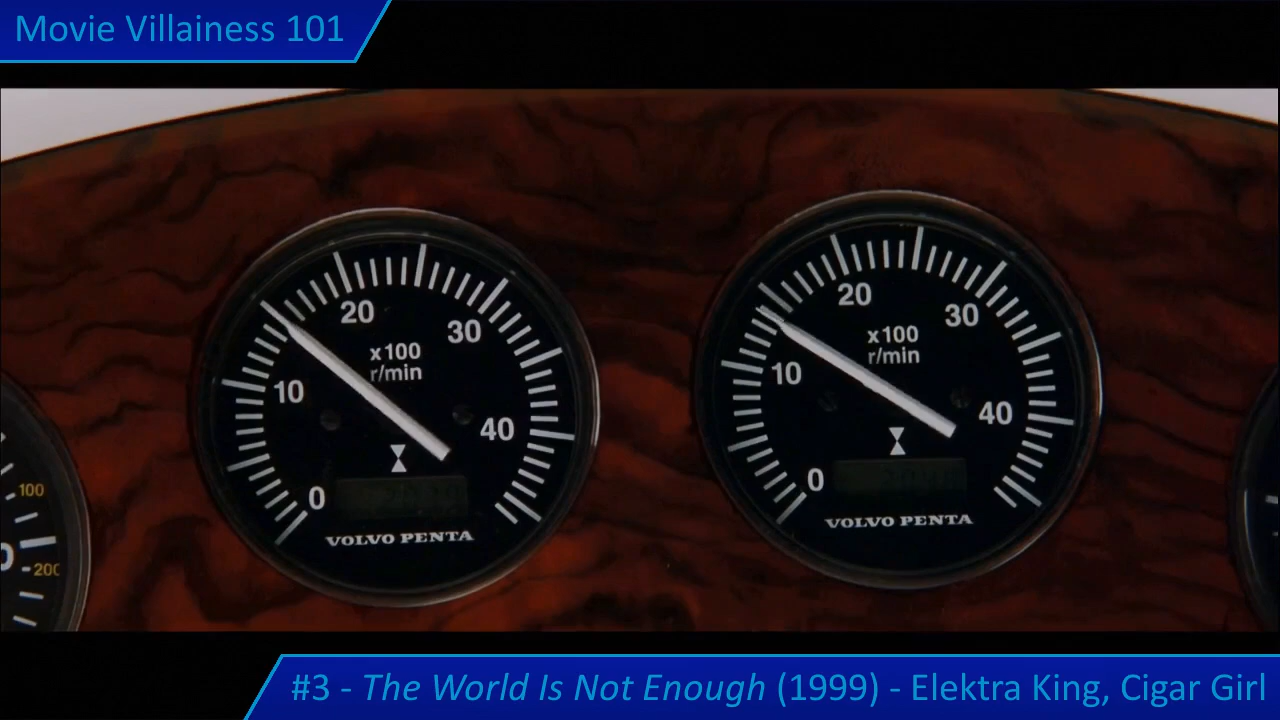 Movie Villainess 101
20
30
x100
r/min
10
40
0
VOLVO PENTA
20
30
x100
r/min
10
40
0
VOLVO PENTA
100
200
#3 - The World Is Not Enough (1999) - Elektra King, Cigar Girl